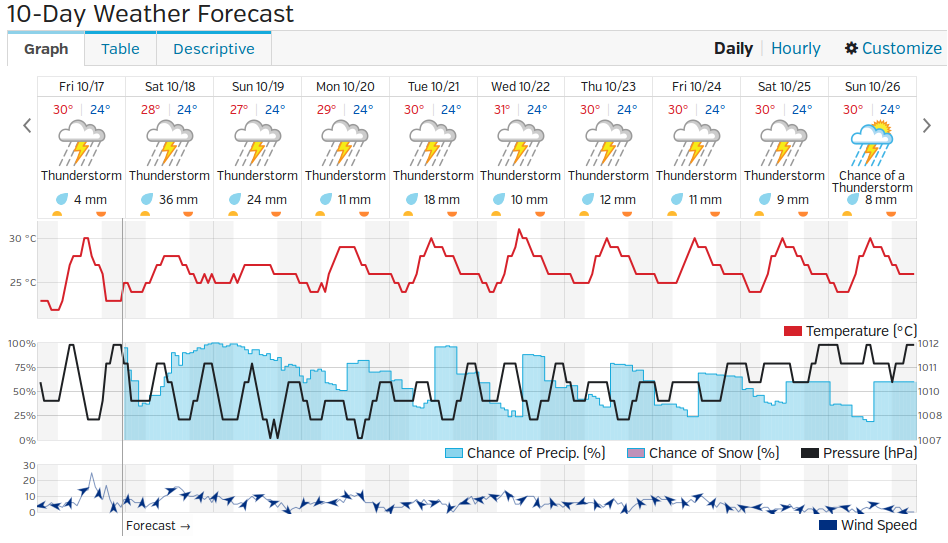 10-Day Weather Forecast
Graph Table Descriptive Daily Hourly Customize
Fri 10/17 Sat 10/18 Sun 10/19 Mon 10/20 Tue 10/21 Wed 10/22 Thu 10/23 Fri 10/24 Sat 10/25 Sun 10/26
30° 24° 28° 24° 27° 24° 29° 24° 30° 24° 31° 24° 30° 24° 30° 24° 30° 24° 30° 24°
Thunderstorm Thunderstorm Thunderstorm Thunderstorm Thunderstorm Thunderstorm Thunderstorm Thunderstorm Thunderstorm Chance of a
Thunderstorm
4 mm 36 mm 24 mm 11 mm 18 mm 10 mm 12 mm 11 mm 9 mm 8 mm
30 °C
25 °C
Temperature (°C)
100% 1012
75% 1011
50% 1010
25% 1008
0% 1007
Chance of Precip. (%) Chance of Snow (%) Pressure (hPa)
30
20
10
0
Forecast →
Wind Speed